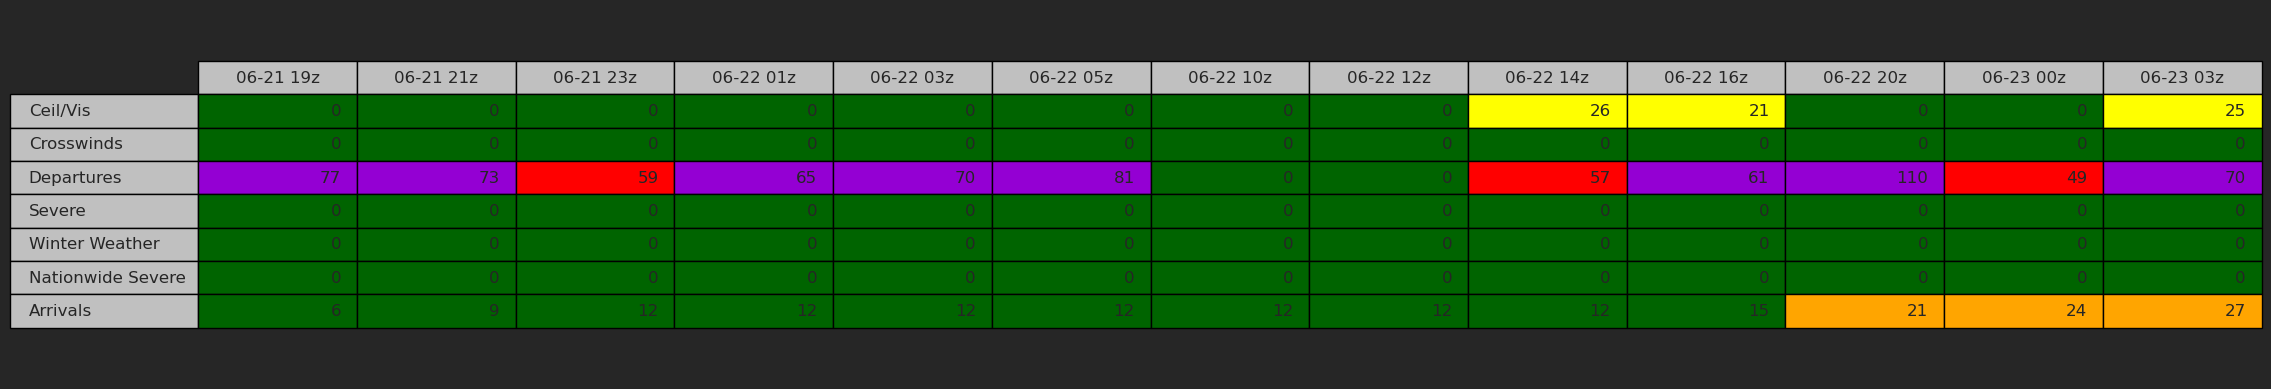 06-21 19z 06-21 21z 06-21 23z 06-22 01z 06-22 03z 06-22 05z 06-22 10z 06-22 12z 06-22 14z 06-22 16z 06-22 20z 06-23 00z 06-23 03z
Ceil/Vis 0 0 0 0 0 0 0 0 26 21 0 0 25
Crosswinds 0 0 0 0 0 0 0 0 0 0 0 0 0
Departures 77 73 59 65 70 81 0 0 57 61 110 49 70
Severe 0 0 0 0 0 0 0 0 0 0 0 0 0
Winter Weather 0 0 0 0 0 0 0 0 0 0 0 0 0
Nationwide Severe 0 0 0 0 0 0 0 0 0 0 0 0 0
Arrivals 6 9 12 12 12 12 12 12 12 15 21 24 27